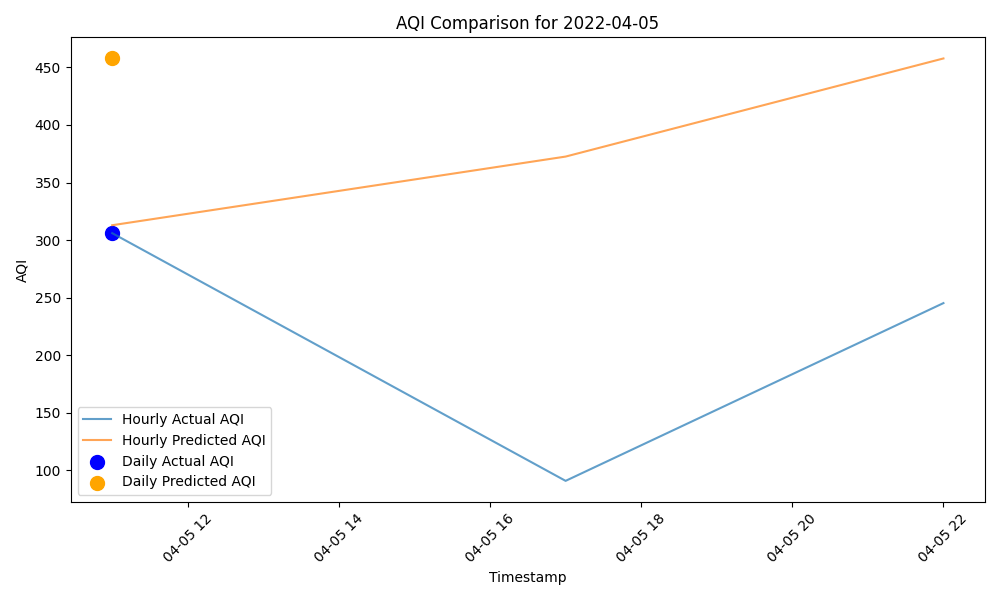 AQI Comparison for 2022-04-05
AQI
450
400
350
300
250
200
150
100
Hourly Actual AQI
Hourly Predicted AQI
Daily Actual AQI
Daily Predicted AQI
04-05 12
04-05 14
04-05 16
04-05 18
04-05 20
04-05 22
Timestamp